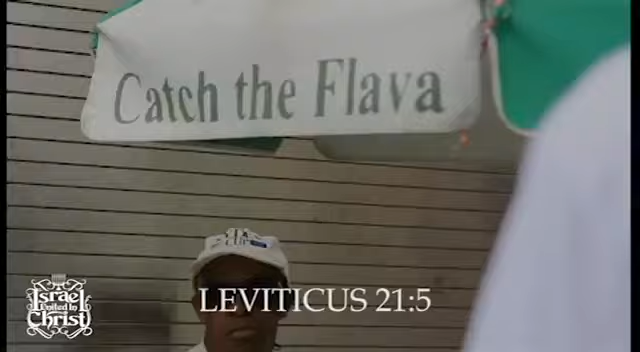 Catch the Flava
LEVITICUS 21:5
Israel
United In
Christ